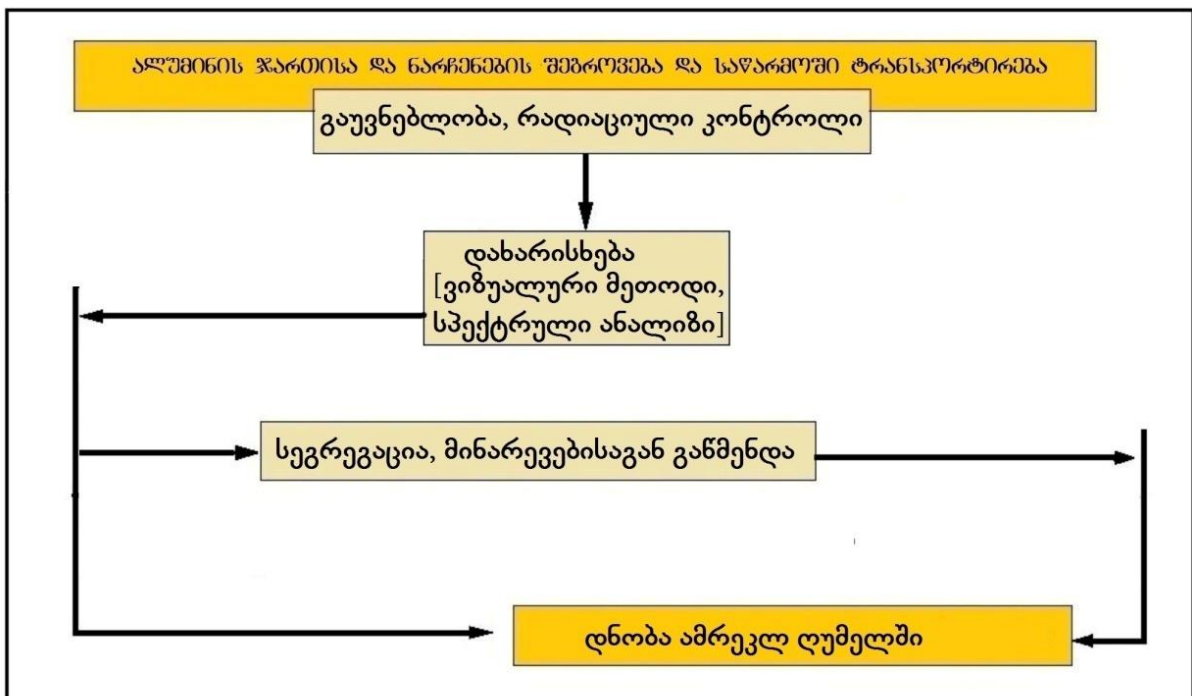 ალუმინის ჯართისა და ნარჩენების შეგროვება და საწარმოში ტრანსპორტირება
გაუვნებლობა, რადიაციული კონტროლი
დახარისხება
[ვიზუალური მეთოდი,
სპექტრული ანალიზი]
სეგრეგაცია, მინარევებისაგან გაწმენდა
დნობა ამრეკლ ღუმელში